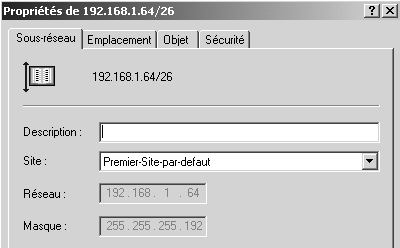 Propriétés de 192.168.1.64/26
Sous-réseau Emplacement Objet Sécurité
192.168.1.64/26
Description :
Site : Premier-Site-par-defaut
Réseau : 192 . 168 . 1 . 64
Masque : 255 . 255 . 255 . 192